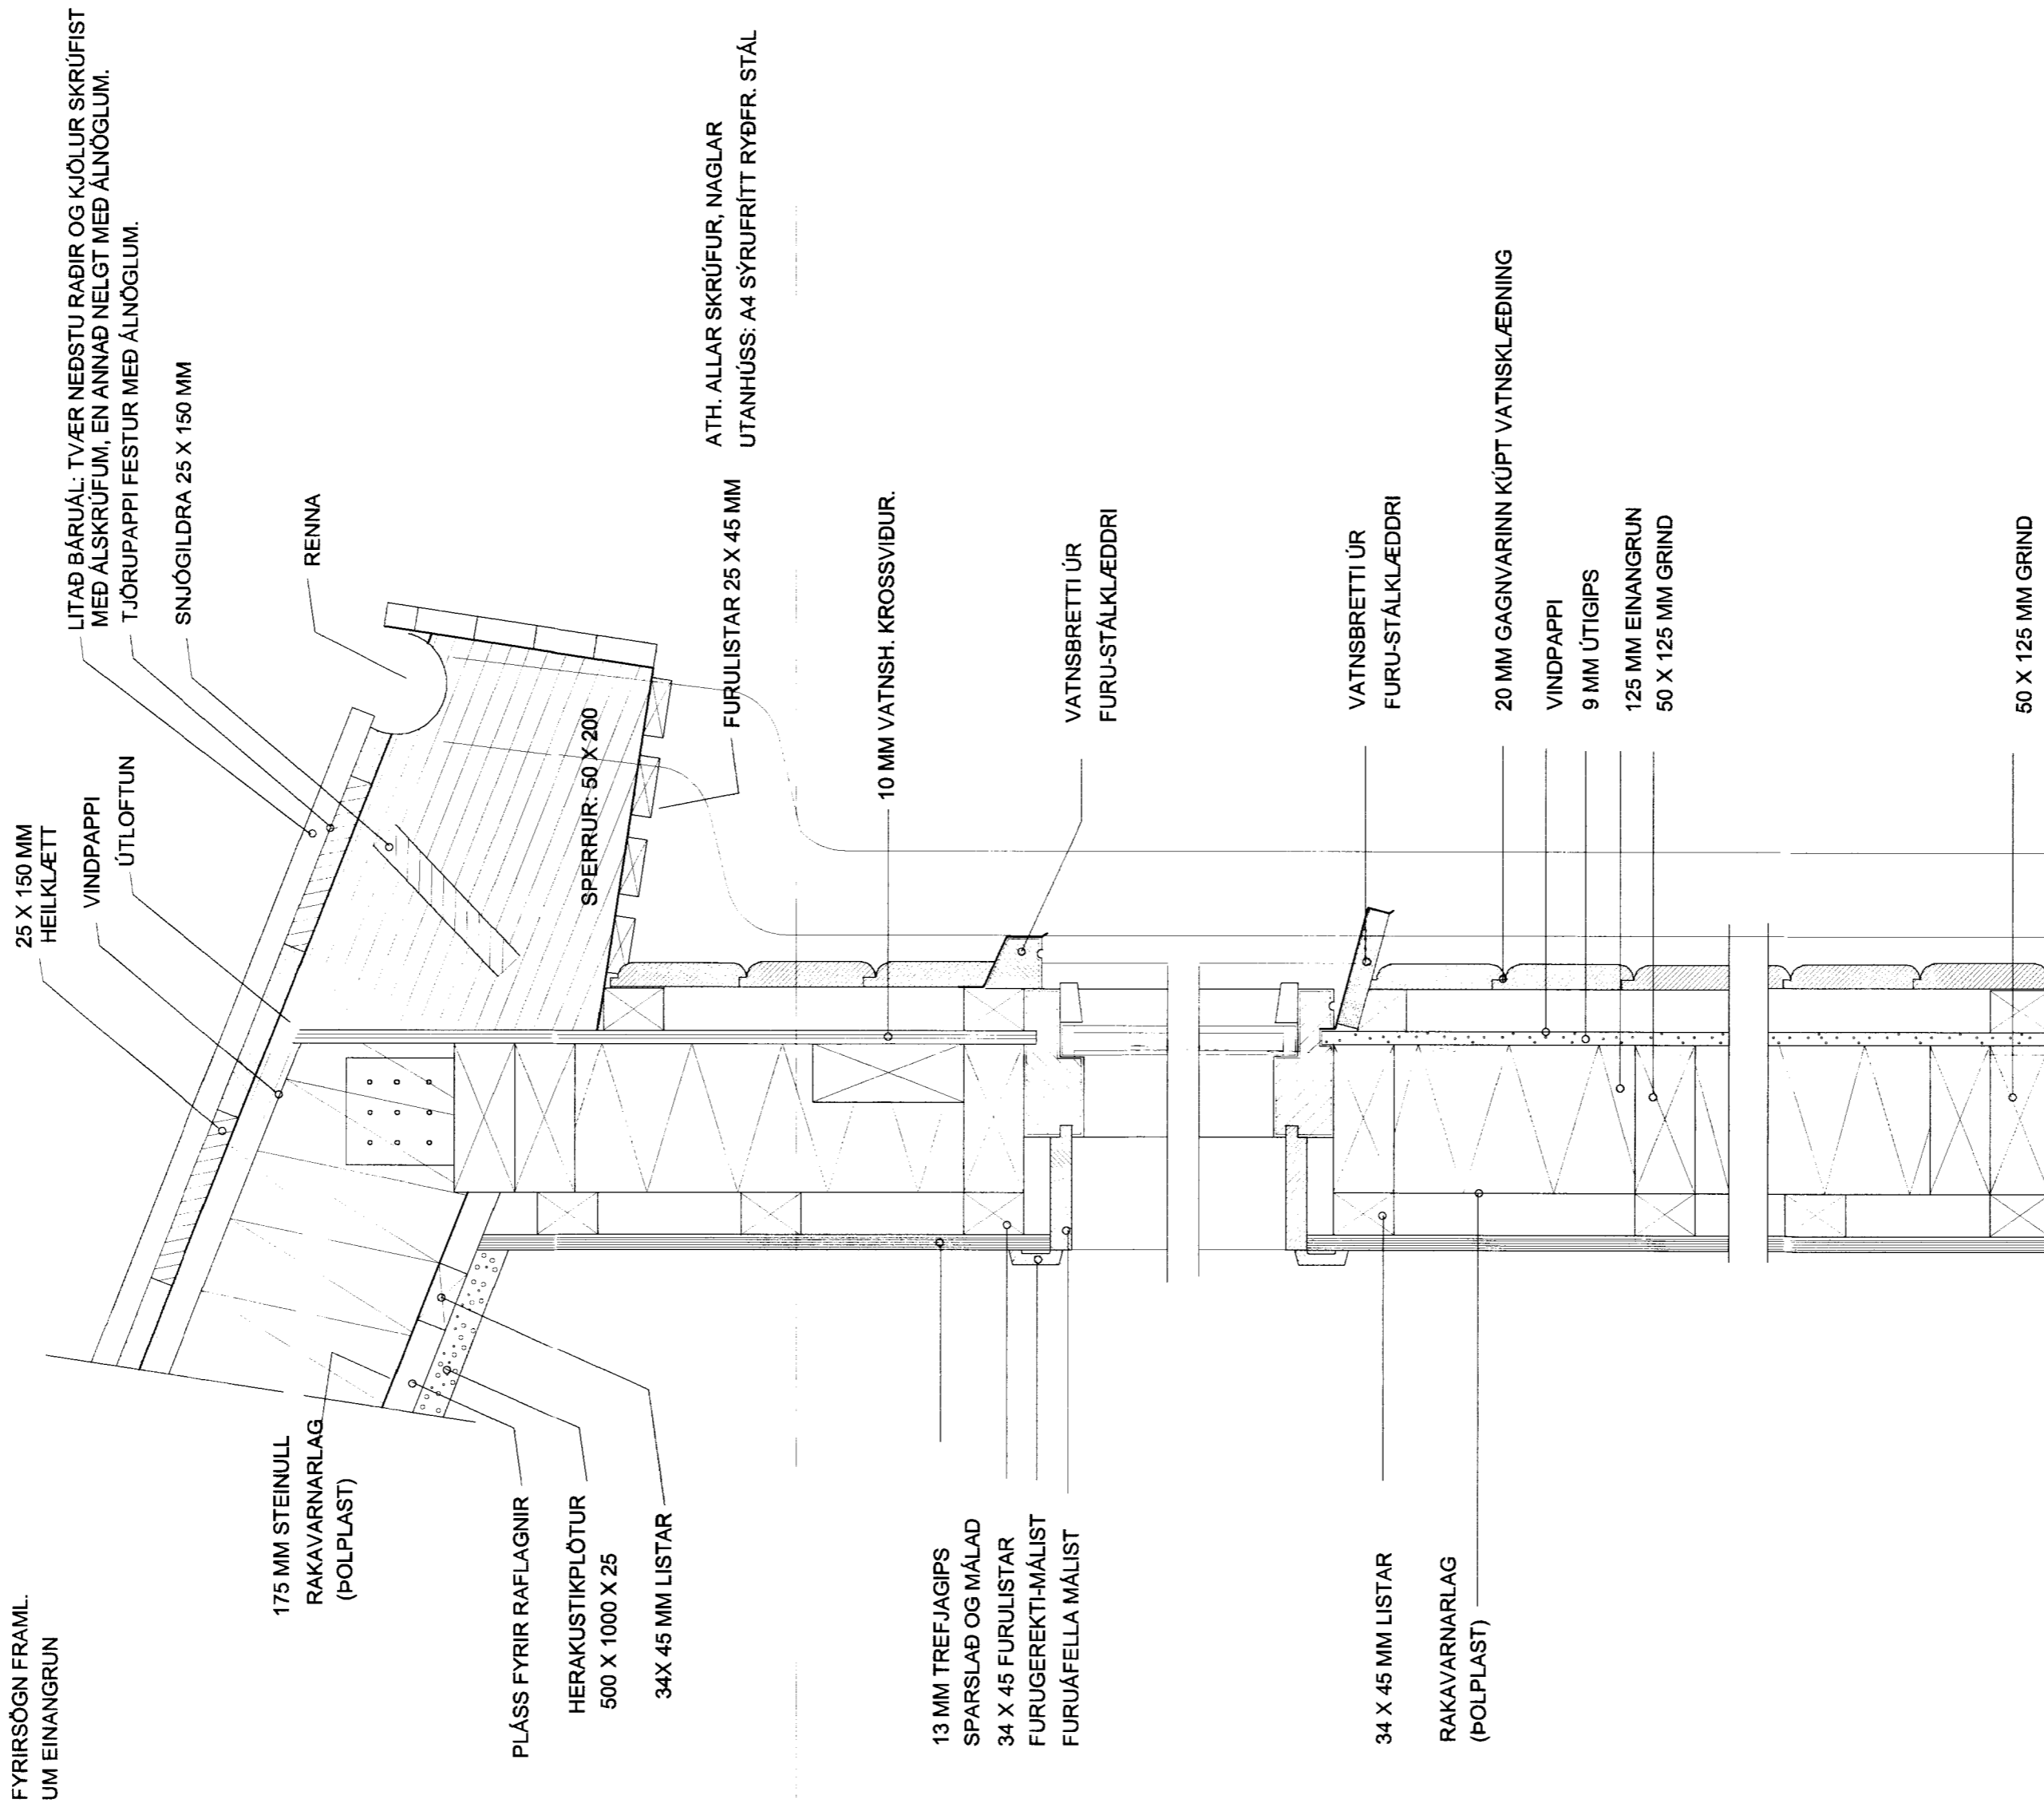 FYRIRSÖGN FRAML.
UM EINANGRUN
25 X 150 MM
HEILKLÆTT
VINDPAPPI
ÚTLOFTUN
LITAÐ BÁRUÁL: TVÆR NEÐSTU RAÐIR OG KJÖLUR SKRÚFIST
MEÐ ÁLSKRÚFUM, EN ANNAÐ NELGT MEÐ ÁLNÖGLUM.
TJÖRUPAPPI FESTUR MEÐ ÁLNÖGLUM.
SNJÓGILDRA 25 X 150 MM
RENNA
175 MM STEINULL
RAKAVARNARLAG
(ÞOLPLAST)
PLÁSS FYRIR RAFLAGNIR
HERAKUSTIKPLÖTUR
500 X 1000 X 25
34X 45 MM LISTAR
SPERRUR: 50 X 200
FURULISTAR 25 X 45 MM
ATH. ALLAR SKRÚFUR, NAGLAR
UTANHÚSS: A4 SÝRUFRÍTT RYÐFR. STÁL
10 MM VATNSH. KROSSVIÐUR.
13 MM TREFJAGIPS
SPARSLAÐ OG MÁLAD
34 X 45 FURULISTAR
FURUGEREKTI-MÁLIST
FURUÁFELLA MÁLIST
VATNSBRETTI ÚR
FURU-STÁLKLÆDDRI
VATNSBRETTI ÚR
FURU-STÁLKLÆDDRI
34 X 45 MM LISTAR
RAKAVARNARLAG
(ÞOLPLAST)
20 MM GAGNVARINN KÚPT VATNSKLÆÐNING
VINDPAPPI
9 MM ÚTIGIPS
125 MM EINANGRUN
50 X 125 MM GRIND
50 X 125 MM GRIND